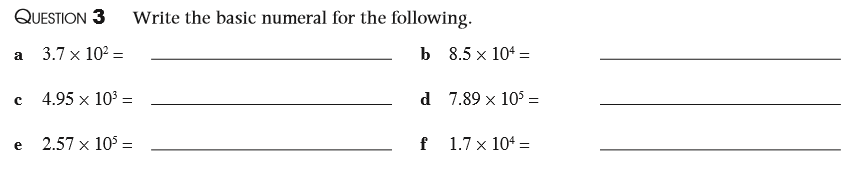 QUESTION 3 Write the basic numeral for the following.
a 3.7 × 10² = b 8.5 × 10⁴ =
c 4.95 × 10³ = d 7.89 × 10⁵ =
e 2.57 × 10⁵ = f 1.7 × 10⁴ =